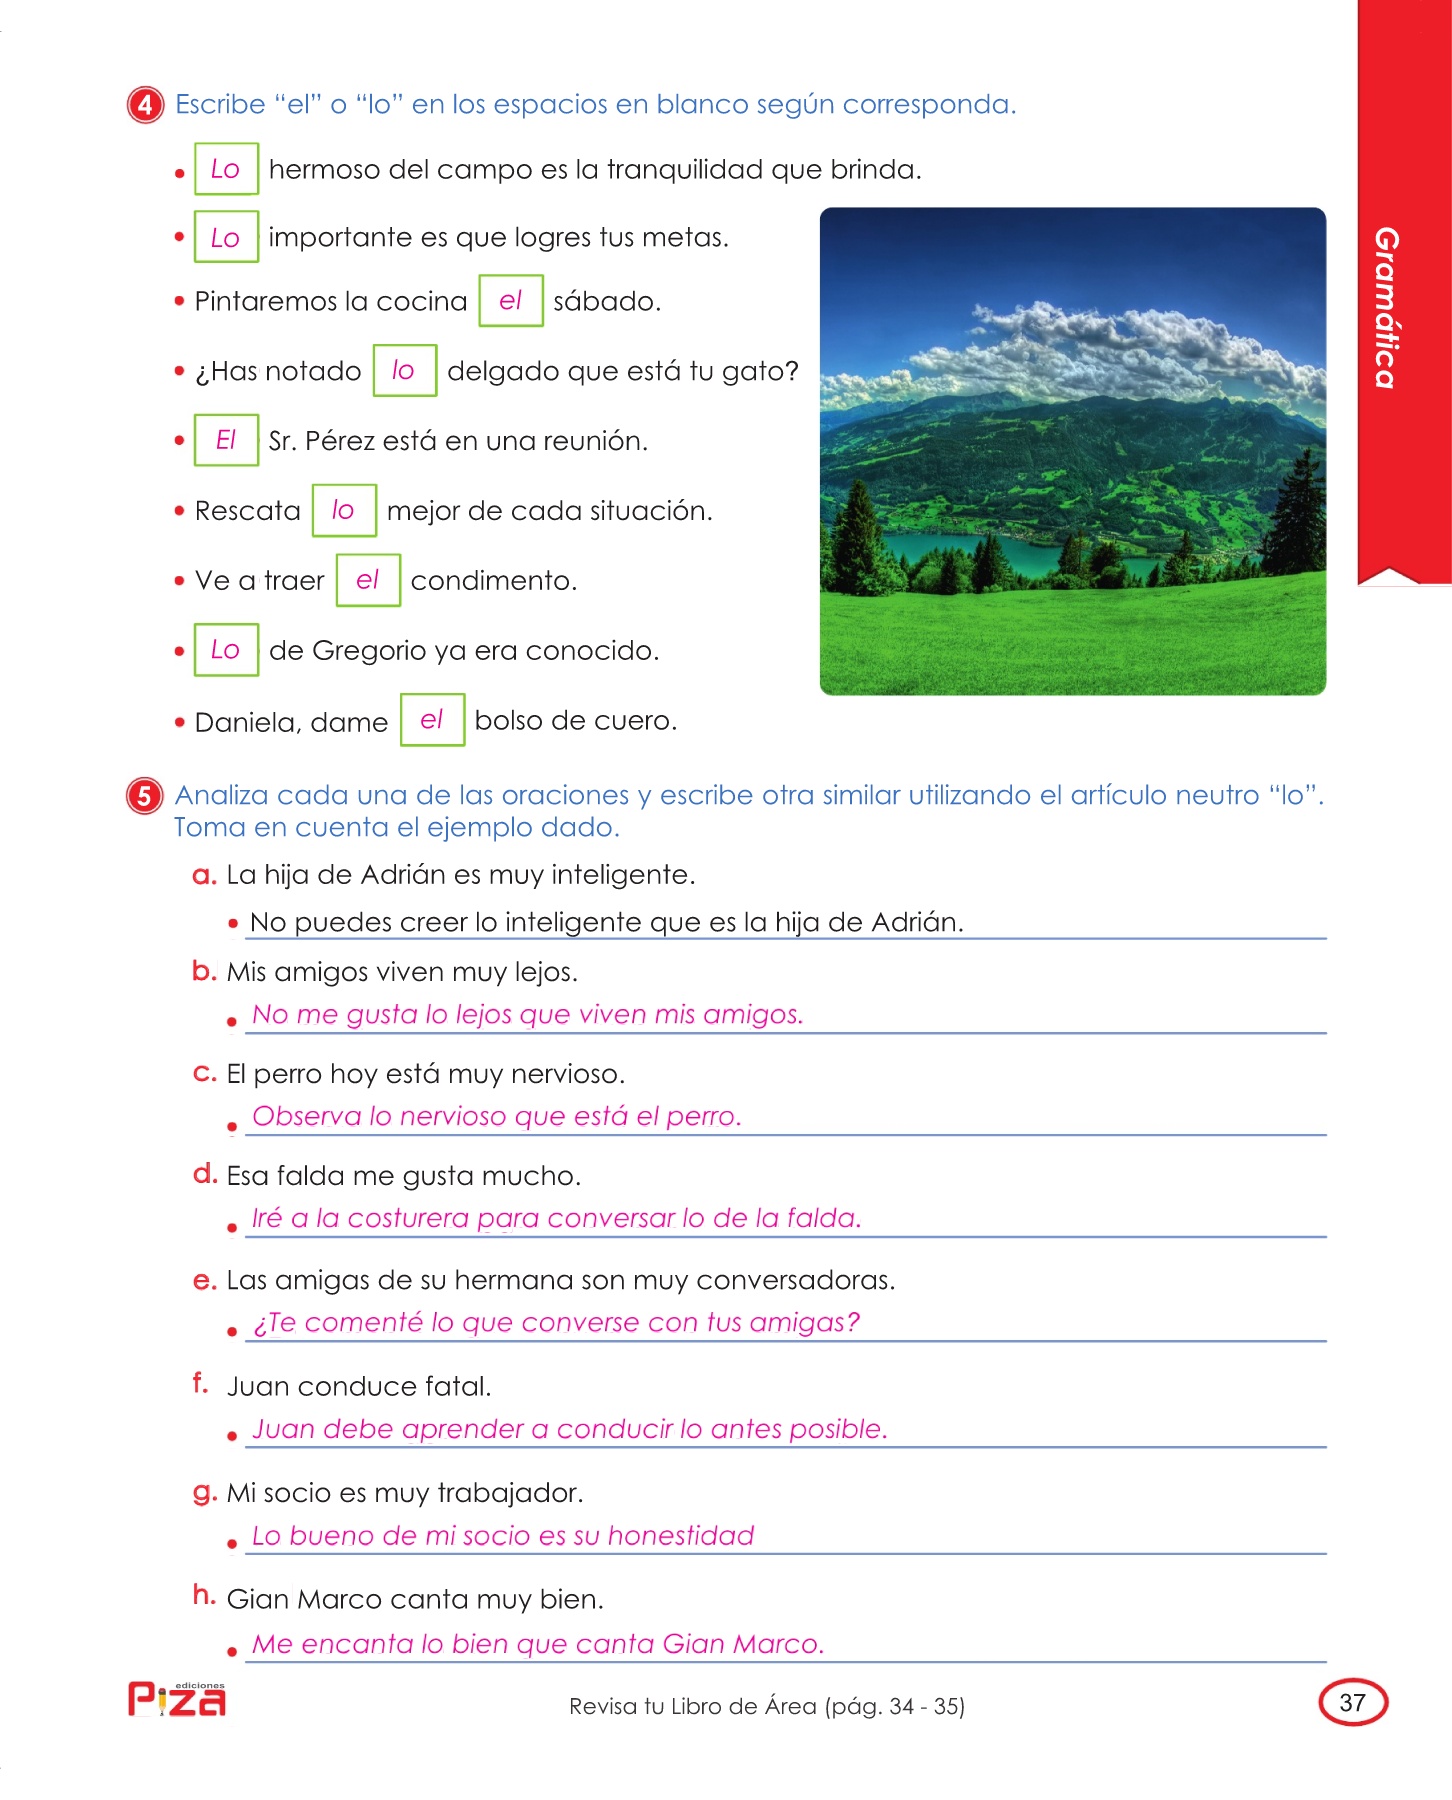 4 Escribe “el” o “lo” en los espacios en blanco según corresponda.
• Lo hermoso del campo es la tranquilidad que brinda.
• Lo importante es que logres tus metas.
• Pintaremos la cocina el sábado.
• ¿Has notado lo delgado que está tu gato?
• El Sr. Pérez está en una reunión.
• Rescata lo mejor de cada situación.
• Ve a traer el condimento.
• Lo de Gregorio ya era conocido.
• Daniela, dame el bolso de cuero.
Gramática
5 Analiza cada una de las oraciones y escribe otra similar utilizando el artículo neutro “lo”.
Toma en cuenta el ejemplo dado.
a. La hija de Adrián es muy inteligente.
• No puedes creer lo inteligente que es la hija de Adrián.
b. Mis amigos viven muy lejos.
• No me gusta lo lejos que viven mis amigos.
c. El perro hoy está muy nervioso.
• Observa lo nervioso que está el perro.
d. Esa falda me gusta mucho.
• Iré a la costurera para conversar lo de la falda.
e. Las amigas de su hermana son muy conversadoras.
• ¿Te comenté lo que converse con tus amigas?
f. Juan conduce fatal.
• Juan debe aprender a conducir lo antes posible.
g. Mi socio es muy trabajador.
• Lo bueno de mi socio es su honestidad
h. Gian Marco canta muy bien.
• Me encanta lo bien que canta Gian Marco.
ediciones
Piza
Revisa tu Libro de Área (pág. 34 - 35)
37